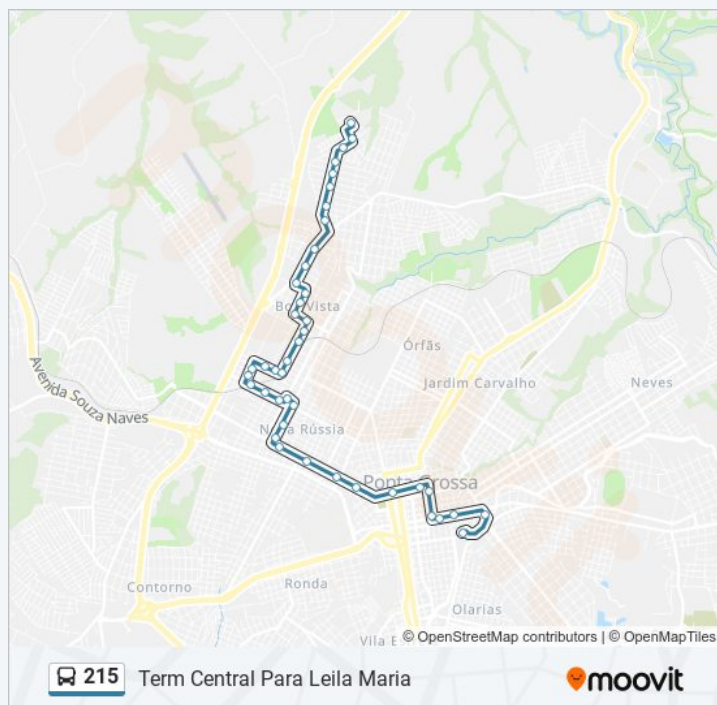 Boa Vista
Órfãs
Jardim Carvalho
Neves
Avenida Souza Naves
Nova Rússia
Ponta Grossa
Contorno
Ronda
Olarias
© OpenStreetMap contributors | © OpenMapTiles
215 Term Central Para Leila Maria
moovit